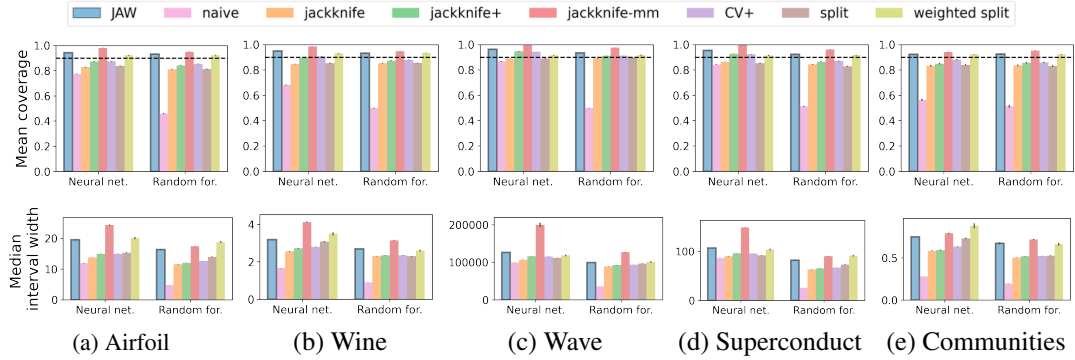 JAW naive jackknife jackknife+ jackknife-mm CV+ split weighted split
Mean coverage
1.0
0.8
0.6
0.4
0.2
0.0
Neural net. Random for.
1.0
0.8
0.6
0.4
0.2
0.0
Neural net. Random for.
1.0
0.8
0.6
0.4
0.2
0.0
Neural net. Random for.
1.0
0.8
0.6
0.4
0.2
0.0
Neural net. Random for.
1.0
0.8
0.6
0.4
0.2
0.0
Neural net. Random for.
Median
interval width
20
10
0
Neural net. Random for.
4
2
0
Neural net. Random for.
200000
100000
0
Neural net. Random for.
100
0
Neural net. Random for.
0.5
0.0
Neural net. Random for.
(a) Airfoil (b) Wine (c) Wave (d) Superconduct (e) Communities